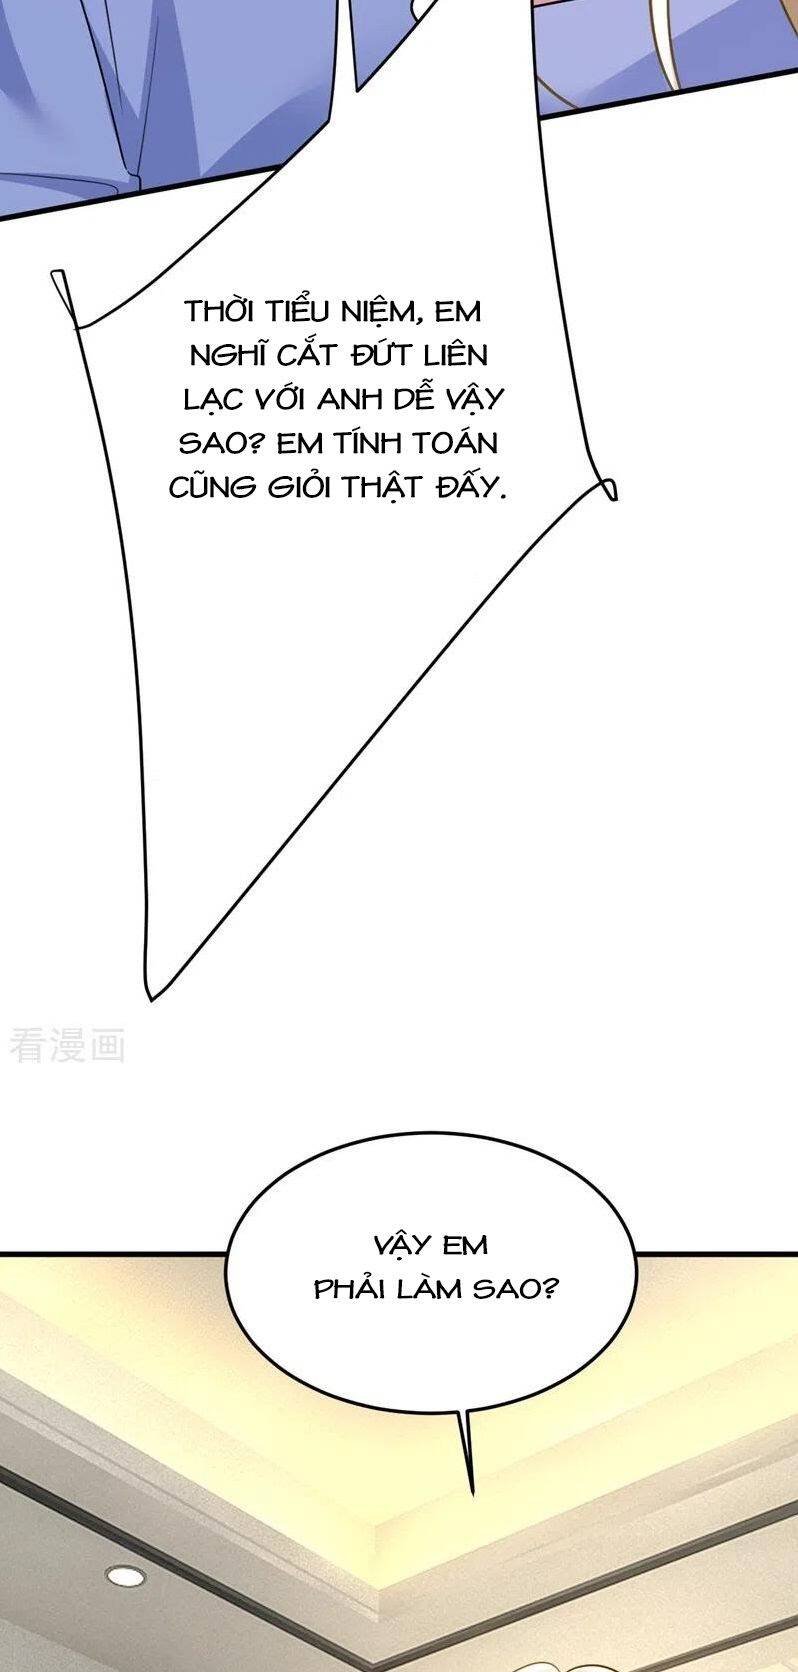 THỜI TIỂU NIỆM, EM
NGHĨ CẮT ĐỨT LIÊN
LẠC VỚI ANH DỄ VẬY
SAO? EM TÍNH TOÁN
CŨNG GIỎI THẬT ĐẤY.
看漫画
VẬY EM
PHẢI LÀM SAO?